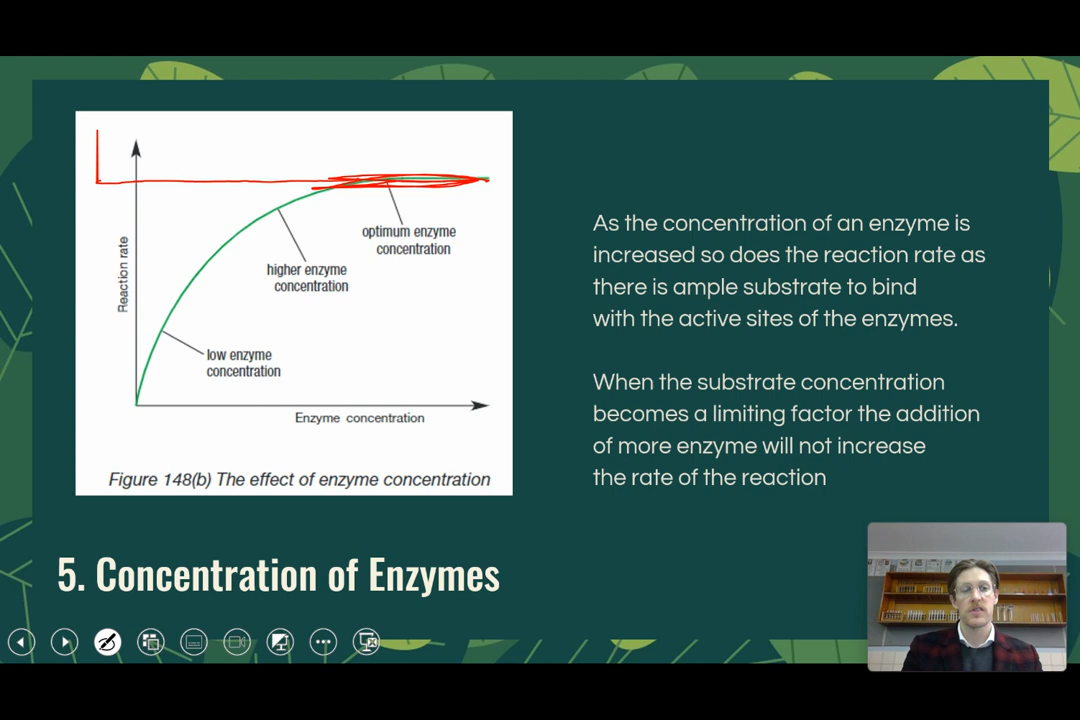 Reaction rate
optimum enzyme
concentration
higher enzyme
concentration
low enzyme
concentration
Enzyme concentration
Figure 148(b) The effect of enzyme concentration
As the concentration of an enzyme is
increased so does the reaction rate as
there is ample substrate to bind
with the active sites of the enzymes.
When the substrate concentration
becomes a limiting factor the addition
of more enzyme will not increase
the rate of the reaction
5. Concentration of Enzymes